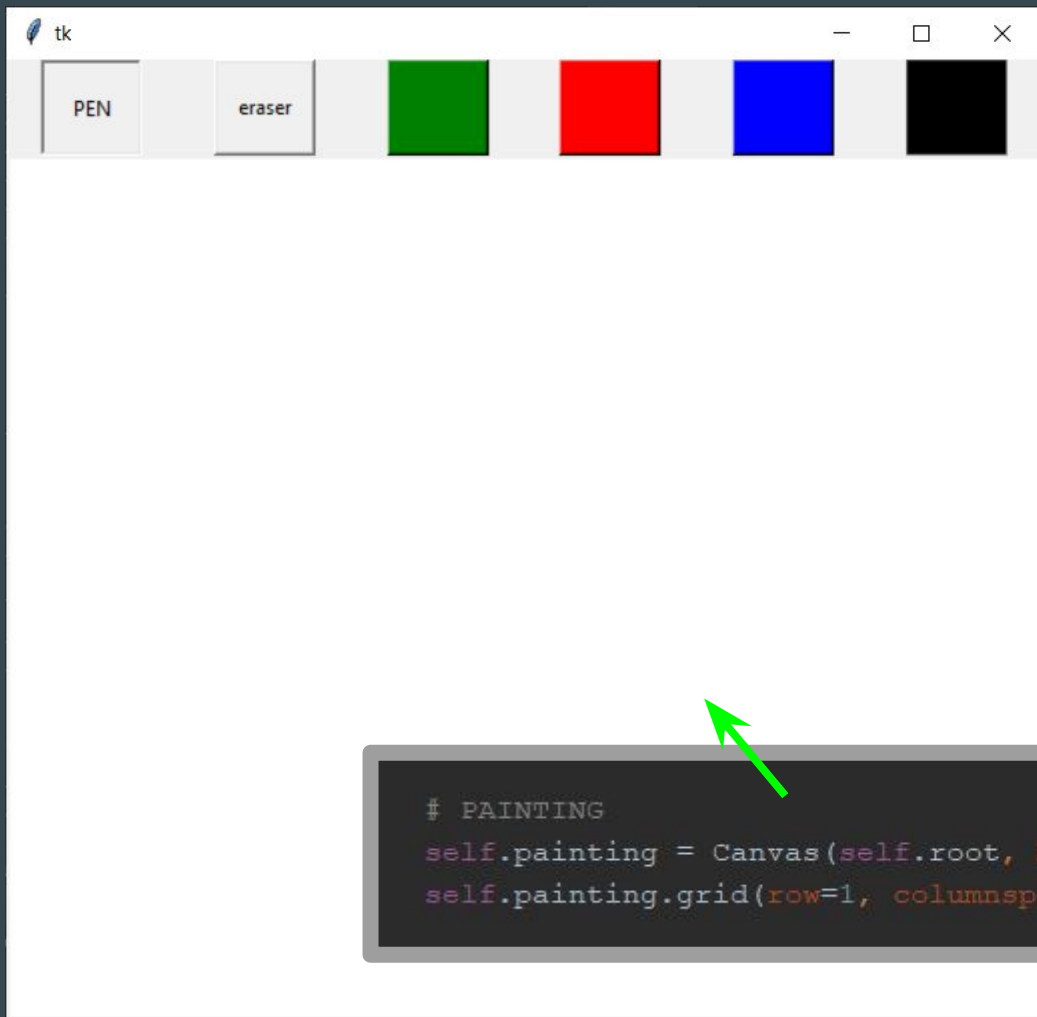 tk
PEN
eraser
# PAINTING
self.painting = Canvas(self.root,
self.painting.grid(row=1, columnsp